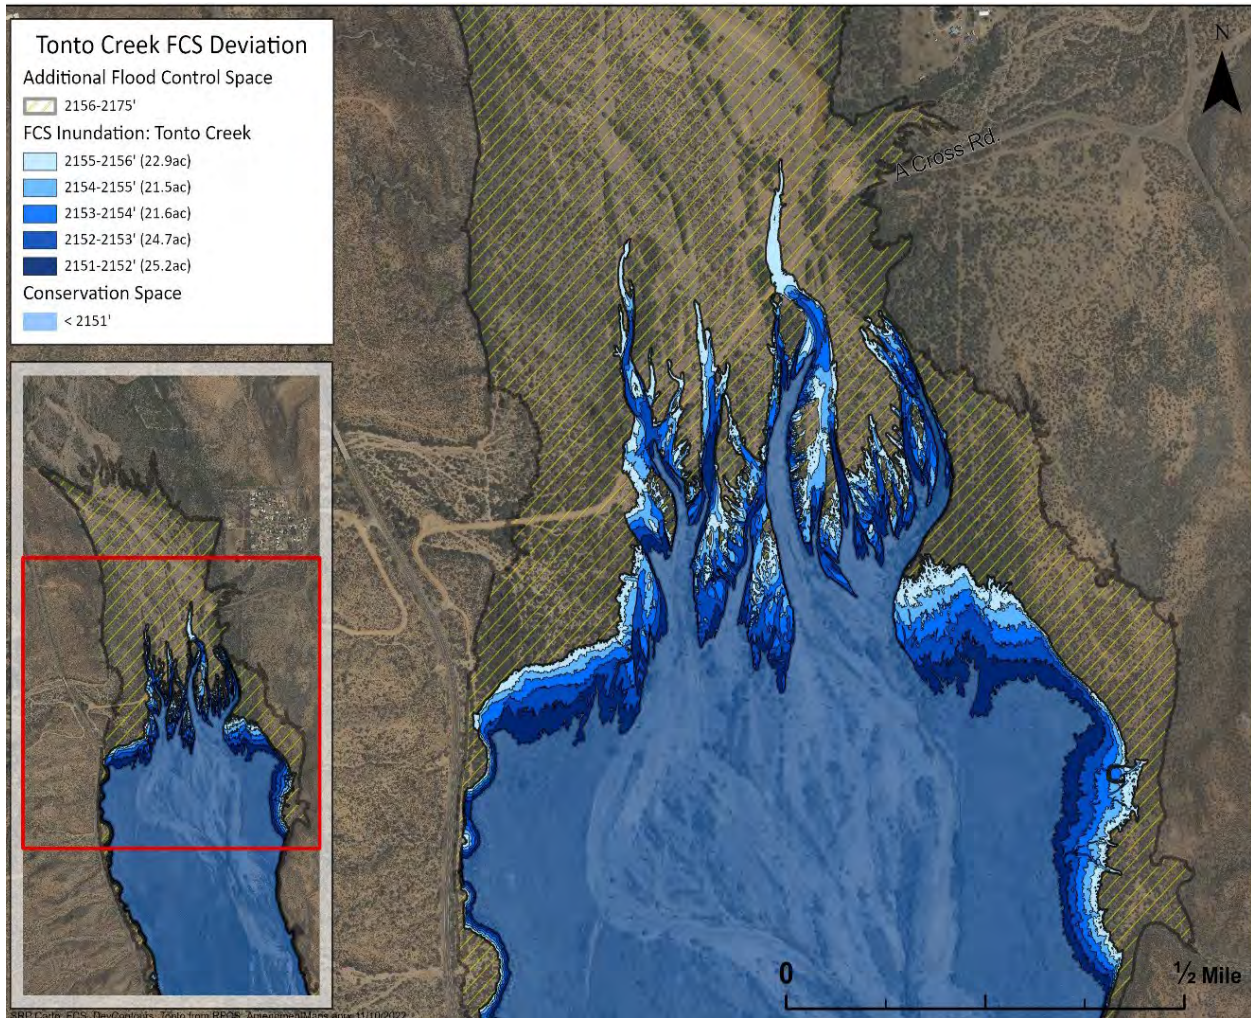 Tonto Creek FCS Deviation
Additional Flood Control Space
2156-2175'
FCS Inundation: Tonto Creek
2155-2156' (22.9ac)
2154-2155' (21.5ac)
2153-2154' (21.6ac)
2152-2153' (24.7ac)
2151-2152' (25.2ac)
Conservation Space
< 2151'
N
A Cross Rd.
0
½ Mile